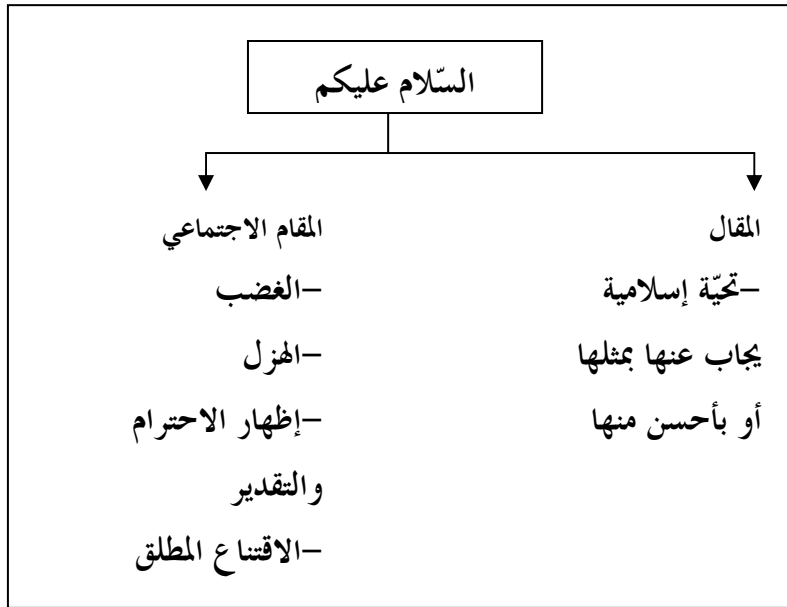 السّلام عليكم
المقال
–تحيّة إسلامية
يجاب عنها بمثلها
أو بأحسن منها
المقام الاجتماعي
–الغضب
–الهزل
–إظهار الاحترام
والتقدير
–الاقتناع المطلق